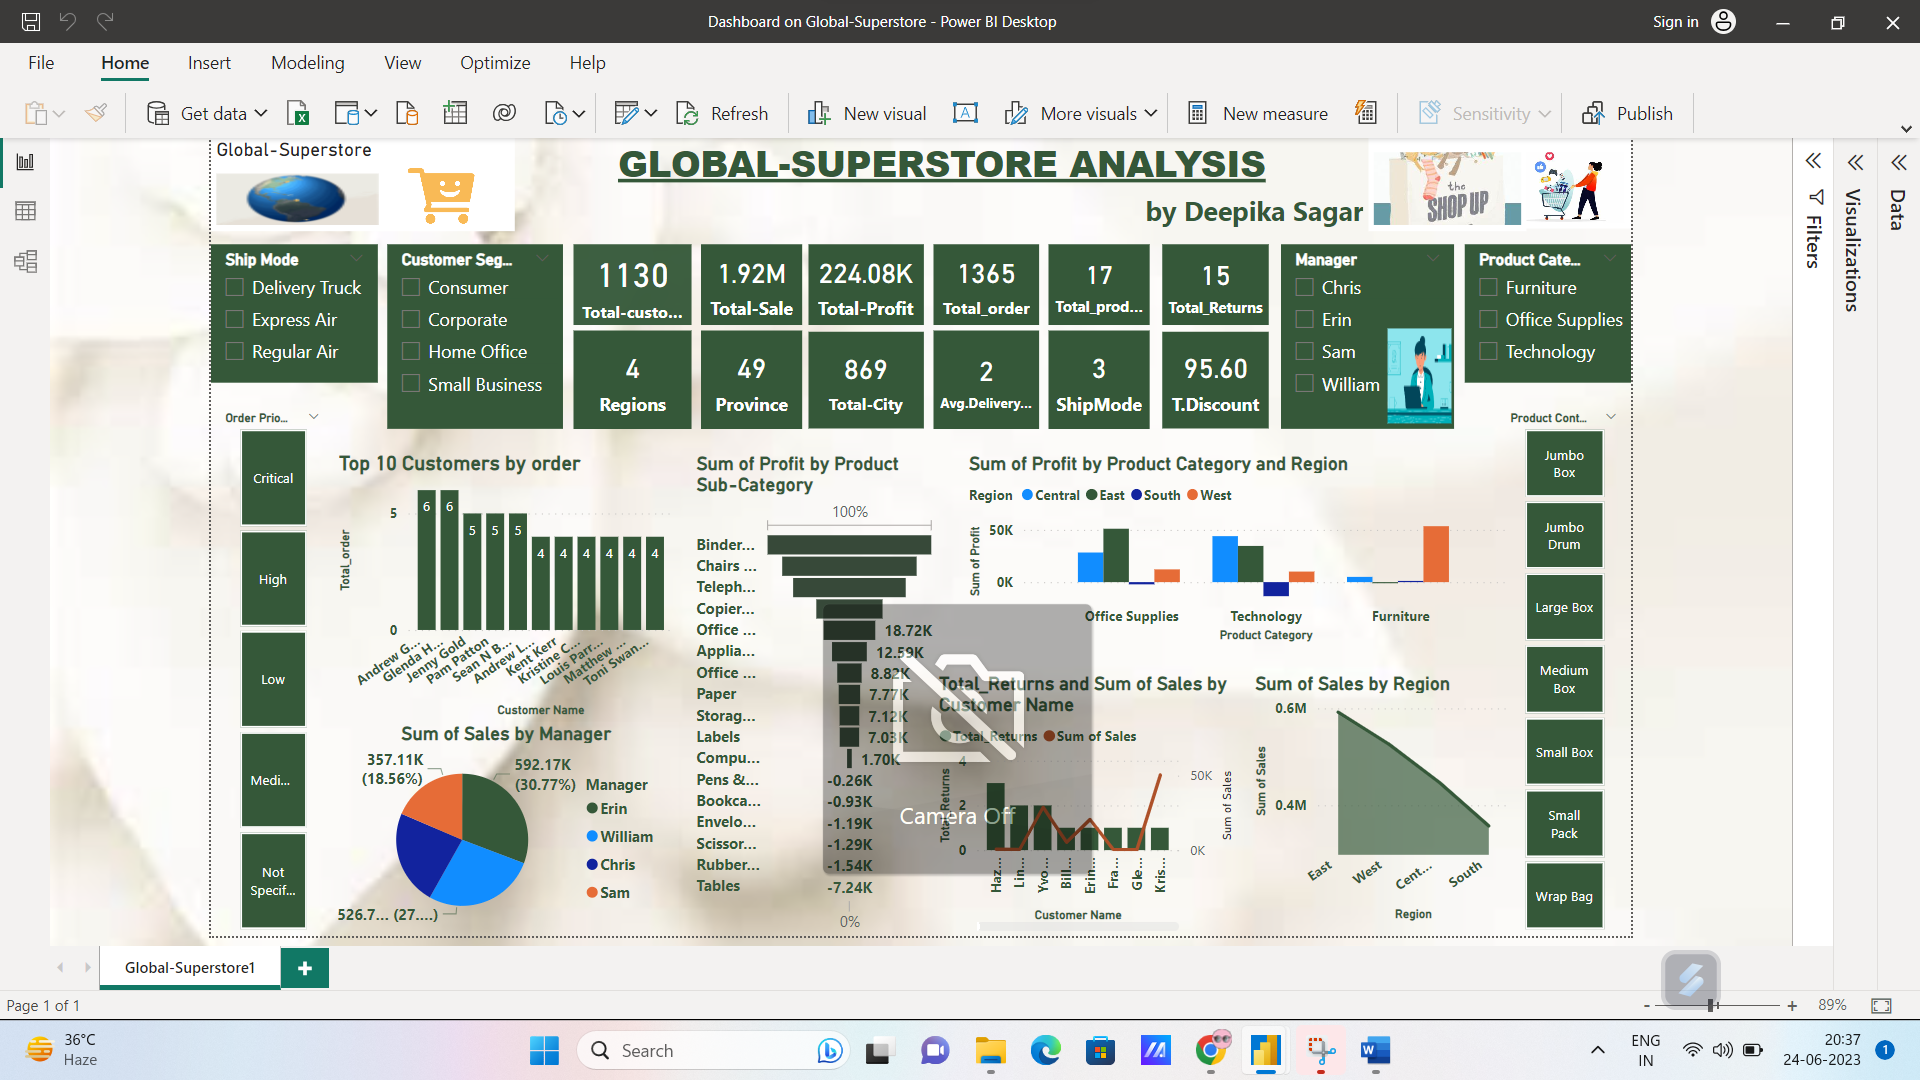 Dashboard on Global-Superstore - Power BI Desktop
Sign in
File Home Insert Modeling View Optimize Help
Get data
Refresh
New visual
More visuals
New measure
Sensitivity
Publish
Global-Superstore
GLOBAL-SUPERSTORE ANALYSIS
by Deepika Sagar
the
SHOP UP
Filters
Visualizations
Data
Ship Mode
Delivery Truck
Express Air
Regular Air
Customer Seg...
Consumer
Corporate
Home Office
Small Business
1130
Total-custo...
1.92M
Total-Sale
224.08K
Total-Profit
1365
Total_order
17
Total_prod...
15
Total_Returns
4
Regions
49
Province
869
Total-City
2
Avg.Delivery...
3
ShipMode
95.60
T.Discount
Manager
Chris
Erin
Sam
William
Product Cate...
Furniture
Office Supplies
Technology
Order Prio...
Critical
High
Low
Medi...
Not
Specif...
Top 10 Customers by order
Total_order
5
0
6 6 5 5 5 4 4 4 4 4 4
Andrew G...
Glenda H...
Jenny Gold
Pam Patton
Sean N B...
Andrew L...
Kent Kerr
Kristine C...
Louis Parr...
Matthew ...
Toni Swan...
Customer Name
Sum of Sales by Manager
357.11K
(18.56%)
592.17K
(30.77%)
526.7... (27....)
Manager
Erin
William
Chris
Sam
Sum of Profit by Product
Sub-Category
100%
Binder...
Chairs ...
Teleph...
Copier...
Office ... 18.72K
Applia... 12.59K
Office ... 8.82K
Paper 7.77K
Storag... 7.12K
Labels 7.03K
Compu... 1.70K
Pens &... -0.26K
Bookca... -0.93K
Envelo... -1.19K
Scissor... -1.29K
Rubber... -1.54K
Tables -7.24K
0%
Sum of Profit by Product Category and Region
Region Central East South West
Sum of Profit
50K
0K
Office Supplies Technology Furniture
Product Category
Total_Returns and Sum of Sales by
Customer Name
Total_Returns Sum of Sales
Total_Returns
4
2
0
50K
0K
Sum of Sales
Haz...
Lin...
Yvo...
Bill...
Erin...
Fra...
Gle...
Kris...
Customer Name
Camera Off
Sum of Sales by Region
Sum of Sales
0.6M
0.4M
East
West
Cent...
South
Region
Product Cont...
Jumbo
Box
Jumbo
Drum
Large Box
Medium
Box
Small Box
Small
Pack
Wrap Bag
Global-Superstore1
Page 1 of 1
- + 89%
36°C
Haze
Search
ENG
IN
20:37
24-06-2023
1